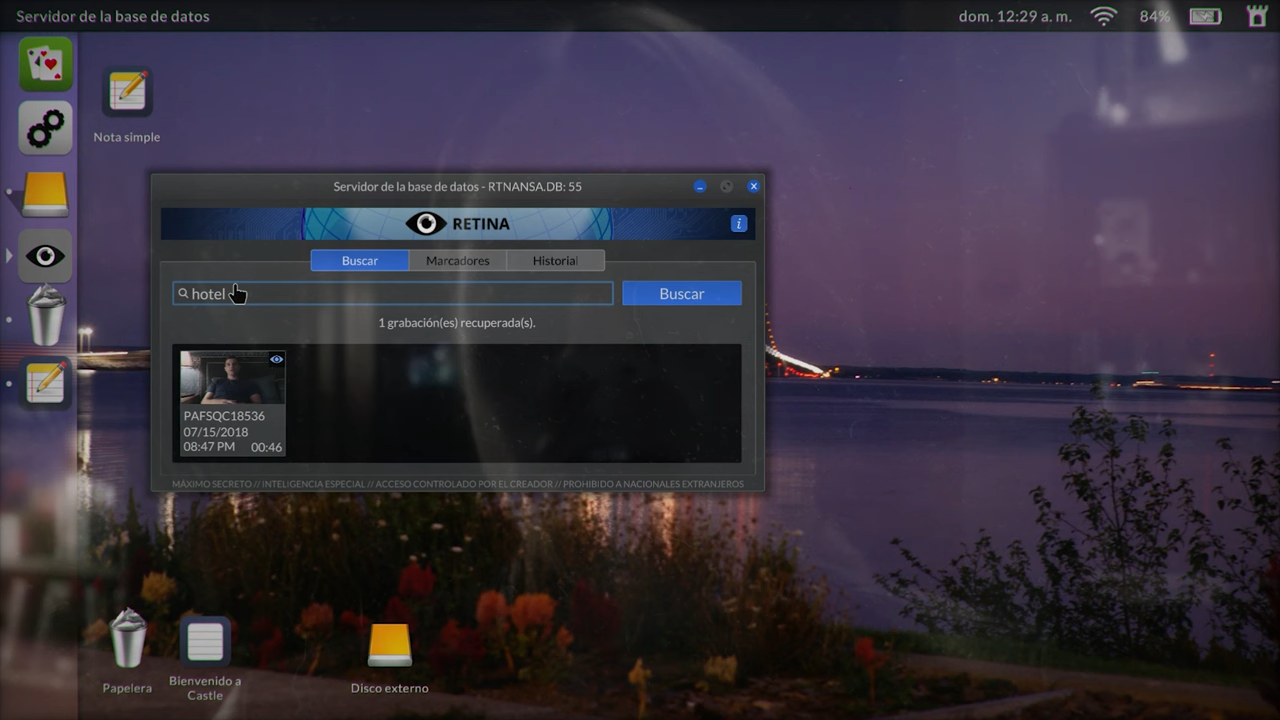 Servidor de la base de datos
dom. 12:29 a. m.
84%
Nota simple
Servidor de la base de datos - RTNANSA.DB: 55
RETINA
i
Buscar
Marcadores
Historial
hotel
Buscar
1 grabación(es) recuperada(s).
PAFSQC18536
07/15/2018
08:47 PM 00:46
MÁXIMO SECRETO // INTELIGENCIA ESPECIAL // ACCESO CONTROLADO POR EL CREADOR // PROHIBIDO A NACIONALES EXTRANJEROS
Papelera
Bienvenido a
Castle
Disco externo